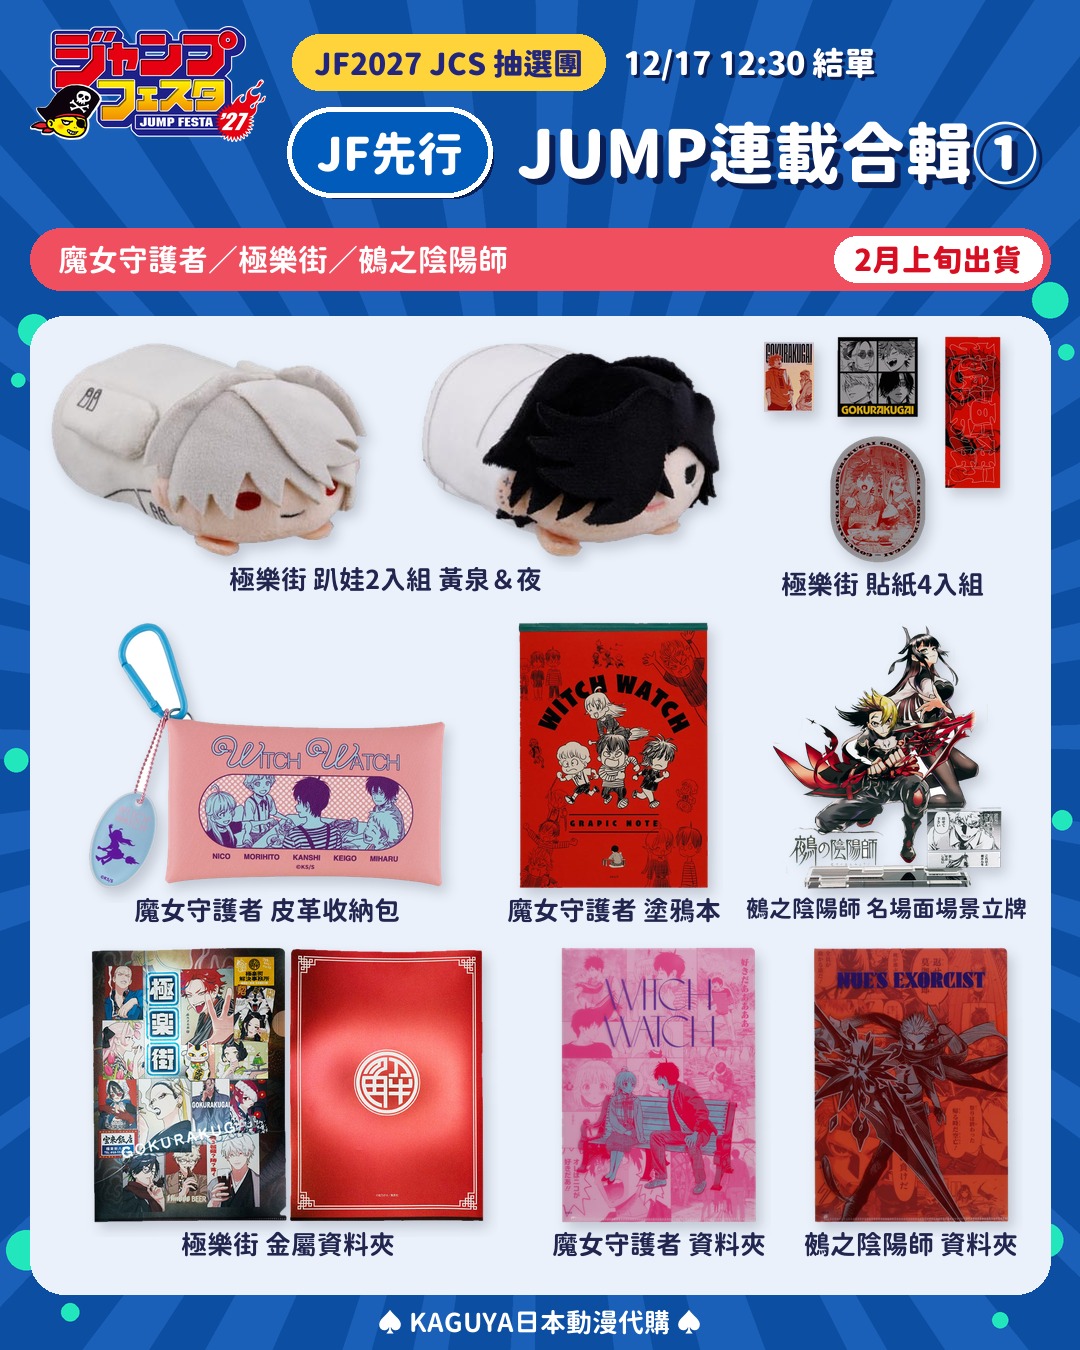 ジャンプ
フェスタ
JUMP FESTA '27
JF2027 JCS 抽選團
12/17 12:30 結單
JF先行
JUMP連載合輯①
魔女守護者／極樂街／鵺之陰陽師
2月上旬出貨
GOKURAKUGAI
GOKURAKUGAI
極樂街 趴娃2入組 黃泉＆夜
極樂街 貼紙4入組
WITCH WATCH
NICO MORIHITO KANSHI KEIGO MIHARU
©KS/S
WITCH WATCH
GRAPIC NOTE
鵺の陰陽師
魔女守護者 皮革收納包
魔女守護者 塗鴉本
鵺之陰陽師 名場面場景立牌
極楽街
GOKURAKUGAI
GOKURAKUG
BEER
解
WITCH
WATCH
NUE'S EXORCIST
極樂街 金屬資料夾
魔女守護者 資料夾
鵺之陰陽師 資料夾
♠ KAGUYA日本動漫代購 ♠